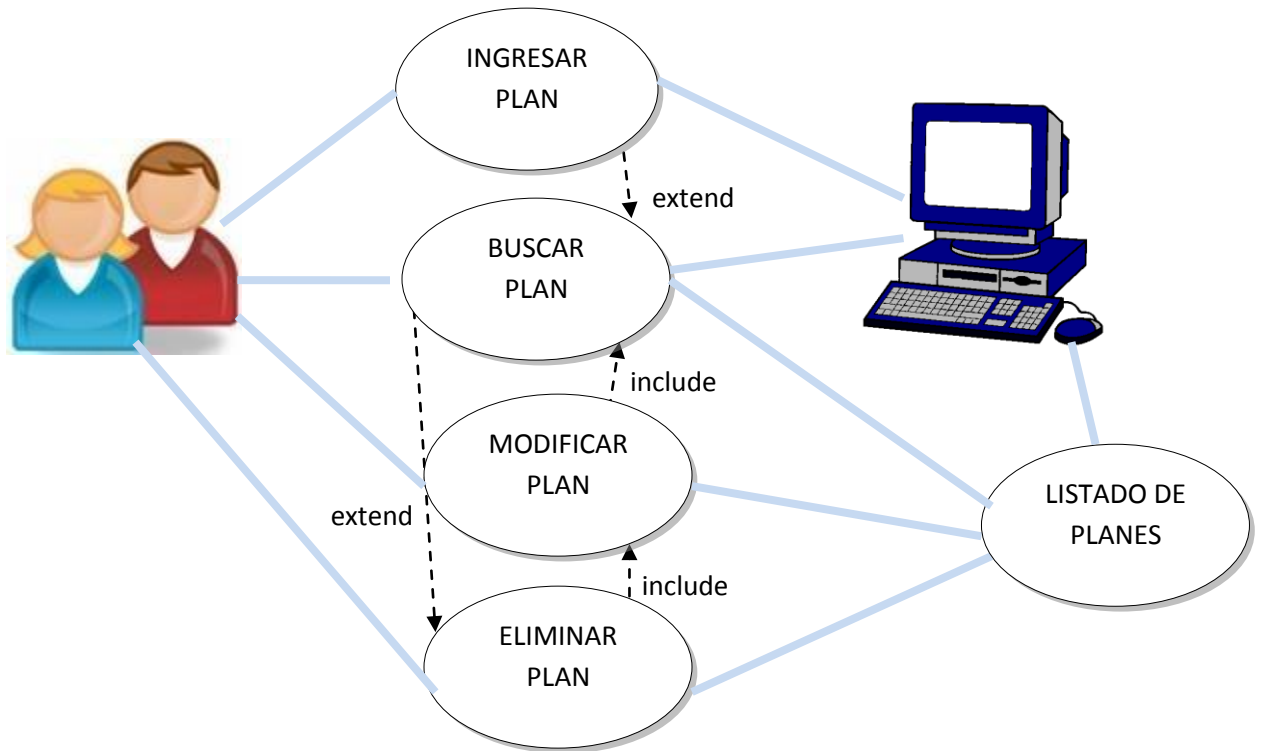 INGRESAR
PLAN
extend
BUSCAR
PLAN
include
MODIFICAR
PLAN
LISTADO DE
PLANES
extend
include
ELIMINAR
PLAN